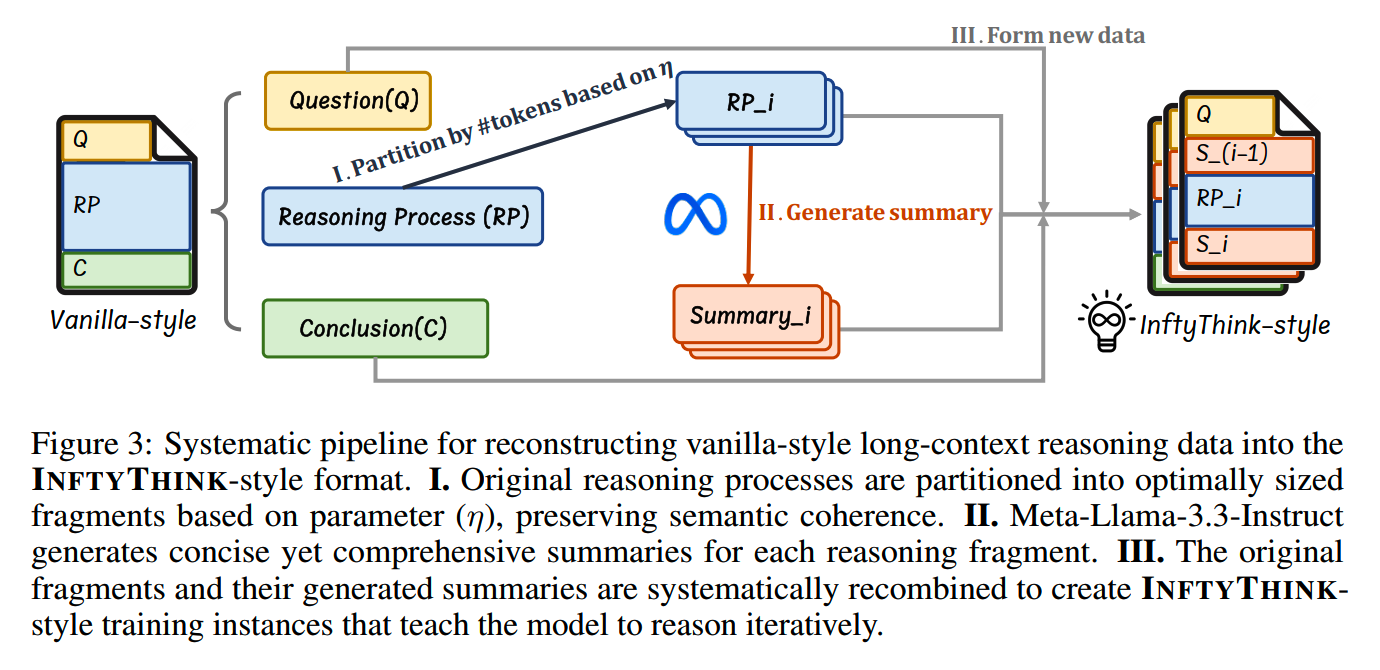 III. Form new data
Question(Q)
I. Partition by #tokens based on η
RP_i
Q
RP
C
Vanilla-style
Reasoning Process (RP)
II. Generate summary
Conclusion(C)
Summary_i
Q
S_(i-1)
RP_i
S_i
InftyThink-style
Figure 3: Systematic pipeline for reconstructing vanilla-style long-context reasoning data into the
INFTYTHINK-style format. I. Original reasoning processes are partitioned into optimally sized
fragments based on parameter (η), preserving semantic coherence. II. Meta-Llama-3.3-Instruct
generates concise yet comprehensive summaries for each reasoning fragment. III. The original
fragments and their generated summaries are systematically recombined to create INFTYTHINK-
style training instances that teach the model to reason iteratively.